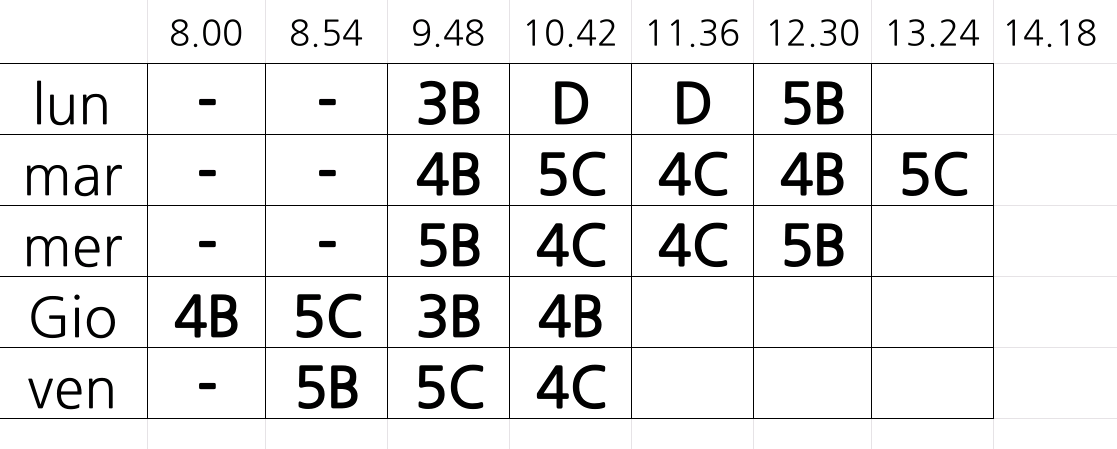 8.00 8.54 9.48 10.42 11.36 12.30 13.24 14.18
lun - - 3B D D 5B
mar - - 4B 5C 4C 4B 5C
mer - - 5B 4C 4C 5B
Gio 4B 5C 3B 4B
ven - 5B 5C 4C